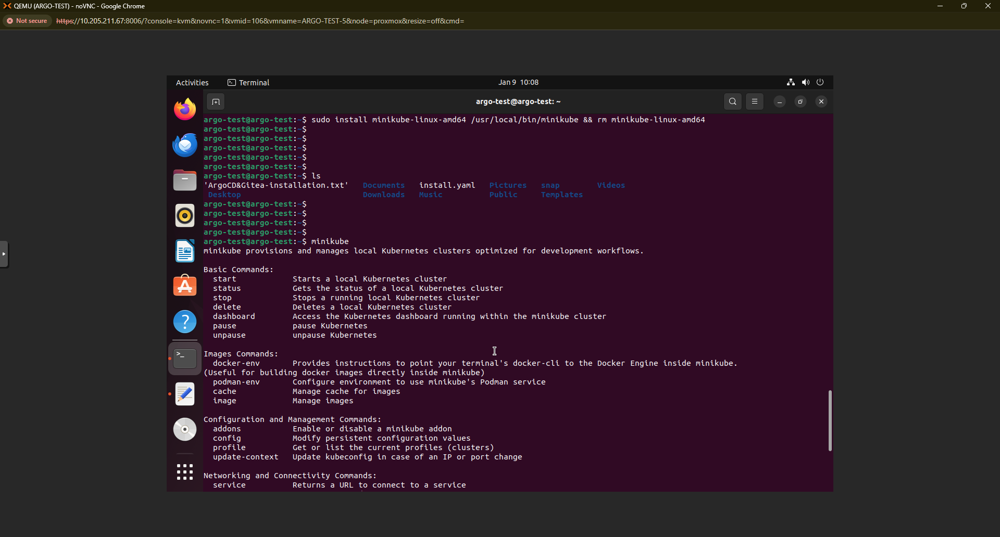 QEMU (ARGO-TEST) - noVNC - Google Chrome
Not secure https://10.205.211.67:8006/?console=kvm&novnc=1&vmid=106&vmname=ARGO-TEST-5&node=proxmox&resize=off&cmd=
Activities Terminal Jan 9 10:08
argo-test@argo-test: ~
argo-test@argo-test:~$ sudo install minikube-linux-amd64 /usr/local/bin/minikube && rm minikube-linux-amd64
argo-test@argo-test:~$
argo-test@argo-test:~$
argo-test@argo-test:~$
argo-test@argo-test:~$
argo-test@argo-test:~$
argo-test@argo-test:~$ ls
'ArgoCD&Gitea-installation.txt' Documents install.yaml Pictures snap Videos
Desktop Downloads Music Public Templates
argo-test@argo-test:~$
argo-test@argo-test:~$
argo-test@argo-test:~$
argo-test@argo-test:~$
argo-test@argo-test:~$ minikube
minikube provisions and manages local Kubernetes clusters optimized for development workflows.
Basic Commands:
start Starts a local Kubernetes cluster
status Gets the status of a local Kubernetes cluster
stop Stops a running local Kubernetes cluster
delete Deletes a local Kubernetes cluster
dashboard Access the Kubernetes dashboard running within the minikube cluster
pause pause Kubernetes
unpause unpause Kubernetes
Images Commands:
docker-env Provides instructions to point your terminal's docker-cli to the Docker Engine inside minikube.
(Useful for building docker images directly inside minikube)
podman-env Configure environment to use minikube's Podman service
cache Manage cache for images
image Manage images
Configuration and Management Commands:
addons Enable or disable a minikube addon
config Modify persistent configuration values
profile Get or list the current profiles (clusters)
update-context Update kubeconfig in case of an IP or port change
Networking and Connectivity Commands:
service Returns a URL to connect to a service